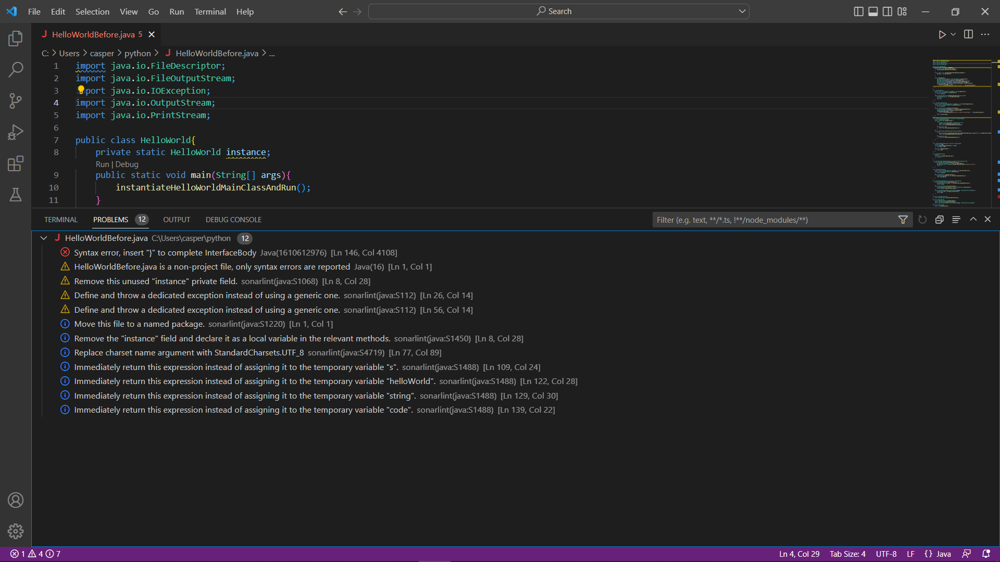 File Edit Selection View Go Run Terminal Help Search
HelloWorldBefore.java 5
C: > Users > casper > python > J HelloWorldBefore.java > ...
1 import java.io.FileDescriptor;
2 import java.io.FileOutputStream;
3 import java.io.IOException;
4 import java.io.OutputStream;
5 import java.io.PrintStream;
6
7 public class HelloWorld{
8 private static HelloWorld instance;
Run | Debug
9 public static void main(String[] args){
10 instantiateHelloWorldMainClassAndRun();
11 }
TERMINAL PROBLEMS 12 OUTPUT DEBUG CONSOLE Filter (e.g. text, **/*.ts, !**/node_modules/**)
J HelloWorldBefore.java C:\Users\casper\python 12
Syntax error, insert "}" to complete InterfaceBody Java(1610612976) [Ln 146, Col 4108]
HelloWorldBefore.java is a non-project file, only syntax errors are reported Java(16) [Ln 1, Col 1]
Remove this unused "instance" private field. sonarlint(java:S1068) [Ln 8, Col 28]
Define and throw a dedicated exception instead of using a generic one. sonarlint(java:S112) [Ln 26, Col 14]
Define and throw a dedicated exception instead of using a generic one. sonarlint(java:S112) [Ln 56, Col 14]
Move this file to a named package. sonarlint(java:S1220) [Ln 1, Col 1]
Remove the "instance" field and declare it as a local variable in the relevant methods. sonarlint(java:S1450) [Ln 8, Col 28]
Replace charset name argument with StandardCharsets.UTF_8 sonarlint(java:S4719) [Ln 77, Col 89]
Immediately return this expression instead of assigning it to the temporary variable "s". sonarlint(java:S1488) [Ln 109, Col 24]
Immediately return this expression instead of assigning it to the temporary variable "helloWorld". sonarlint(java:S1488) [Ln 122, Col 28]
Immediately return this expression instead of assigning it to the temporary variable "string". sonarlint(java:S1488) [Ln 129, Col 30]
Immediately return this expression instead of assigning it to the temporary variable "code". sonarlint(java:S1488) [Ln 139, Col 22]
1 4 7 Ln 4, Col 29 Tab Size: 4 UTF-8 LF {} Java